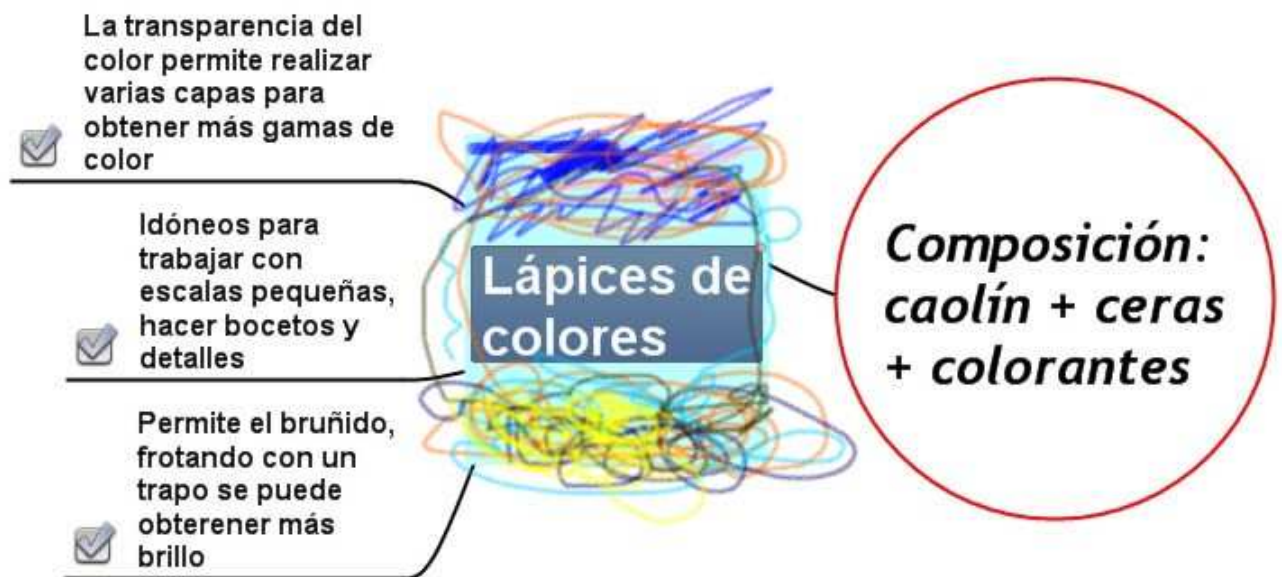 La transparencia del
color permite realizar
varias capas para
obtener más gamas de
color
Idóneos para
trabajar con
escalas pequeñas,
hacer bocetos y
detalles
Permite el bruñido,
frotando con un
trapo se puede
obterener más
brillo
Lápices de
colores
Composición:
caolín + ceras
+ colorantes